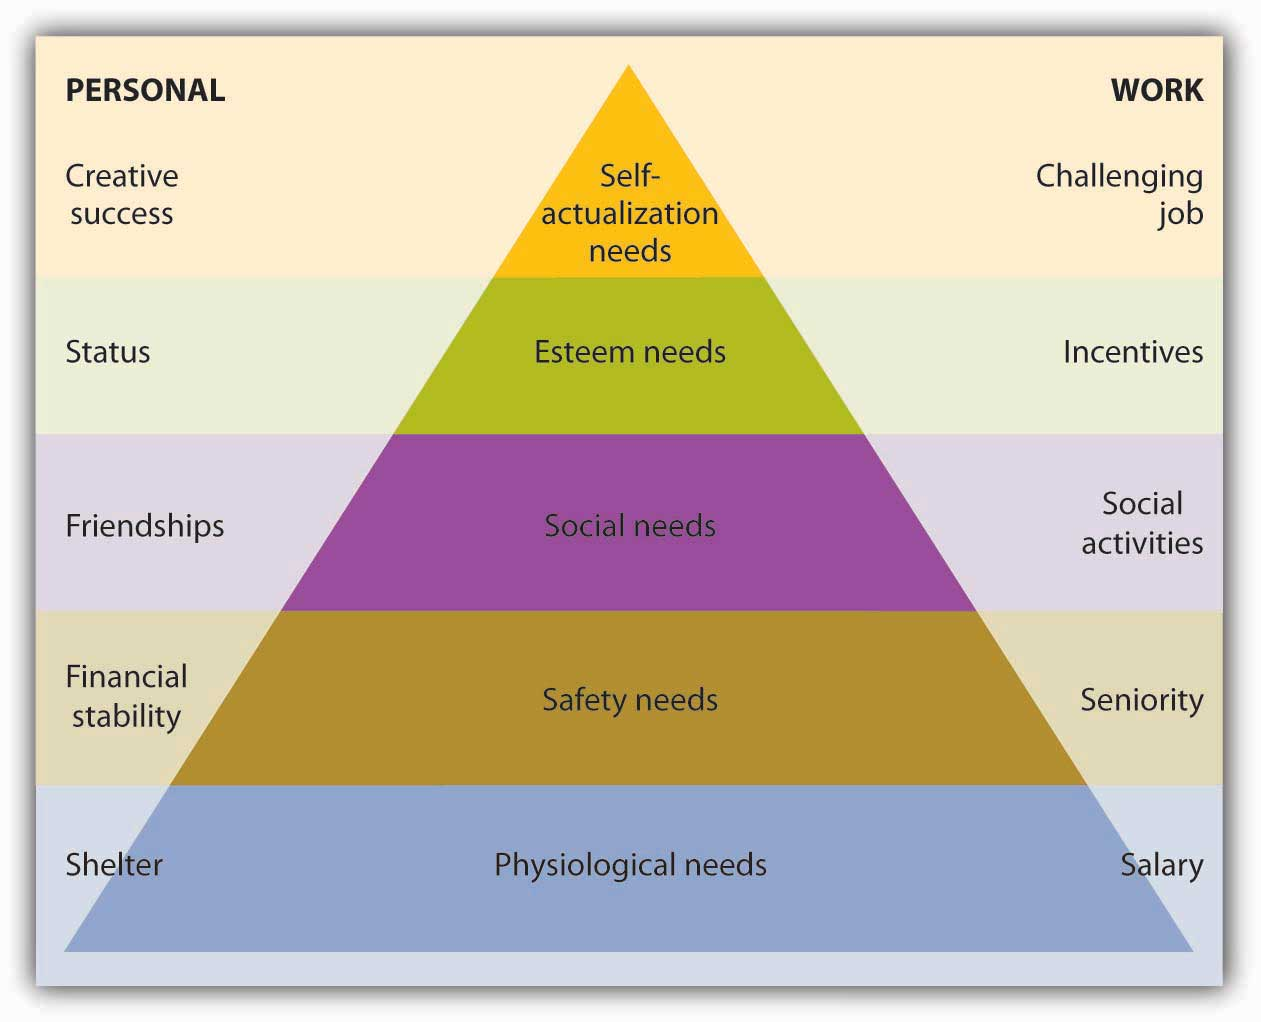 PERSONAL
WORK
Creative
success
Self-
actualization
needs
Challenging
job
Status
Esteem needs
Incentives
Friendships
Social needs
Social
activities
Financial
stability
Safety needs
Seniority
Shelter
Physiological needs
Salary